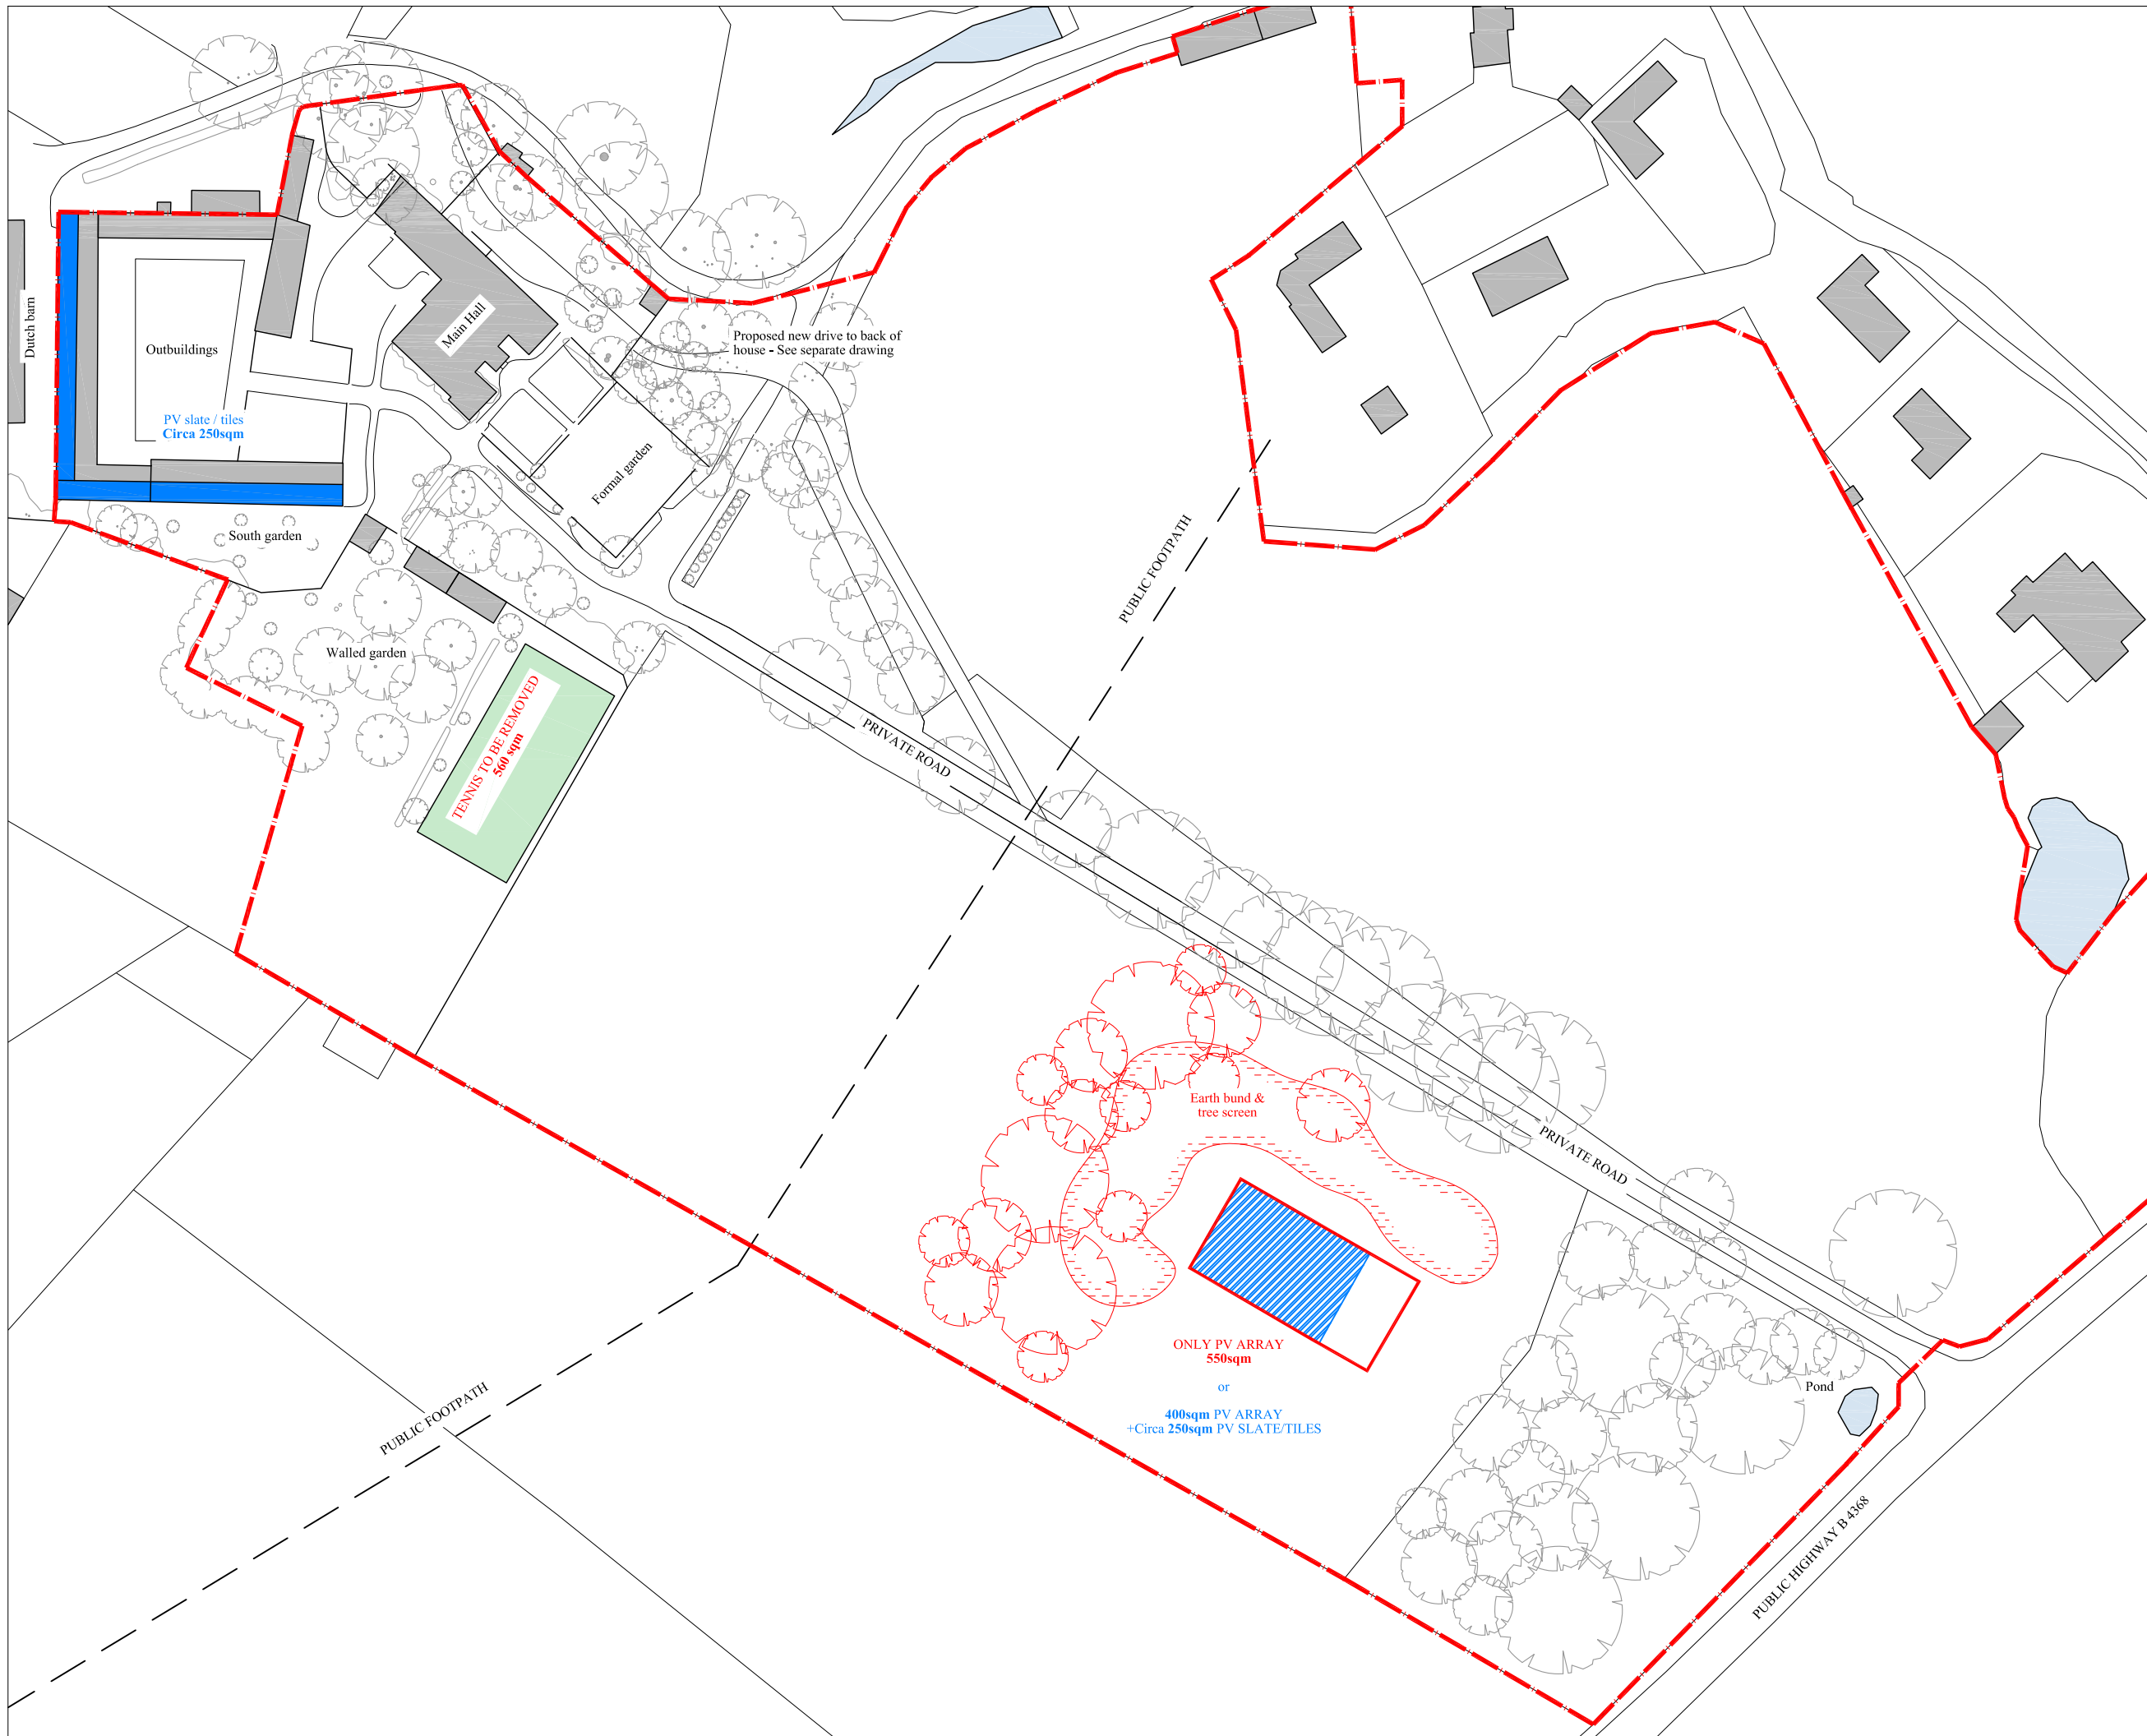 Dutch barn
Outbuildings
Main Hall
Proposed new drive to back of
house - See separate drawing
PV slate / tiles
Circa 250sqm
Formal garden
South garden
PUBLIC FOOTPATH
Walled garden
TENNIS TO BE REMOVED
560 sqm
PRIVATE ROAD
Earth bund &
tree screen
PRIVATE ROAD
ONLY PV ARRAY
550sqm
or
400sqm PV ARRAY
+Circa 250sqm PV SLATE/TILES
Pond
PUBLIC FOOTPATH
PUBLIC HIGHWAY B 4368